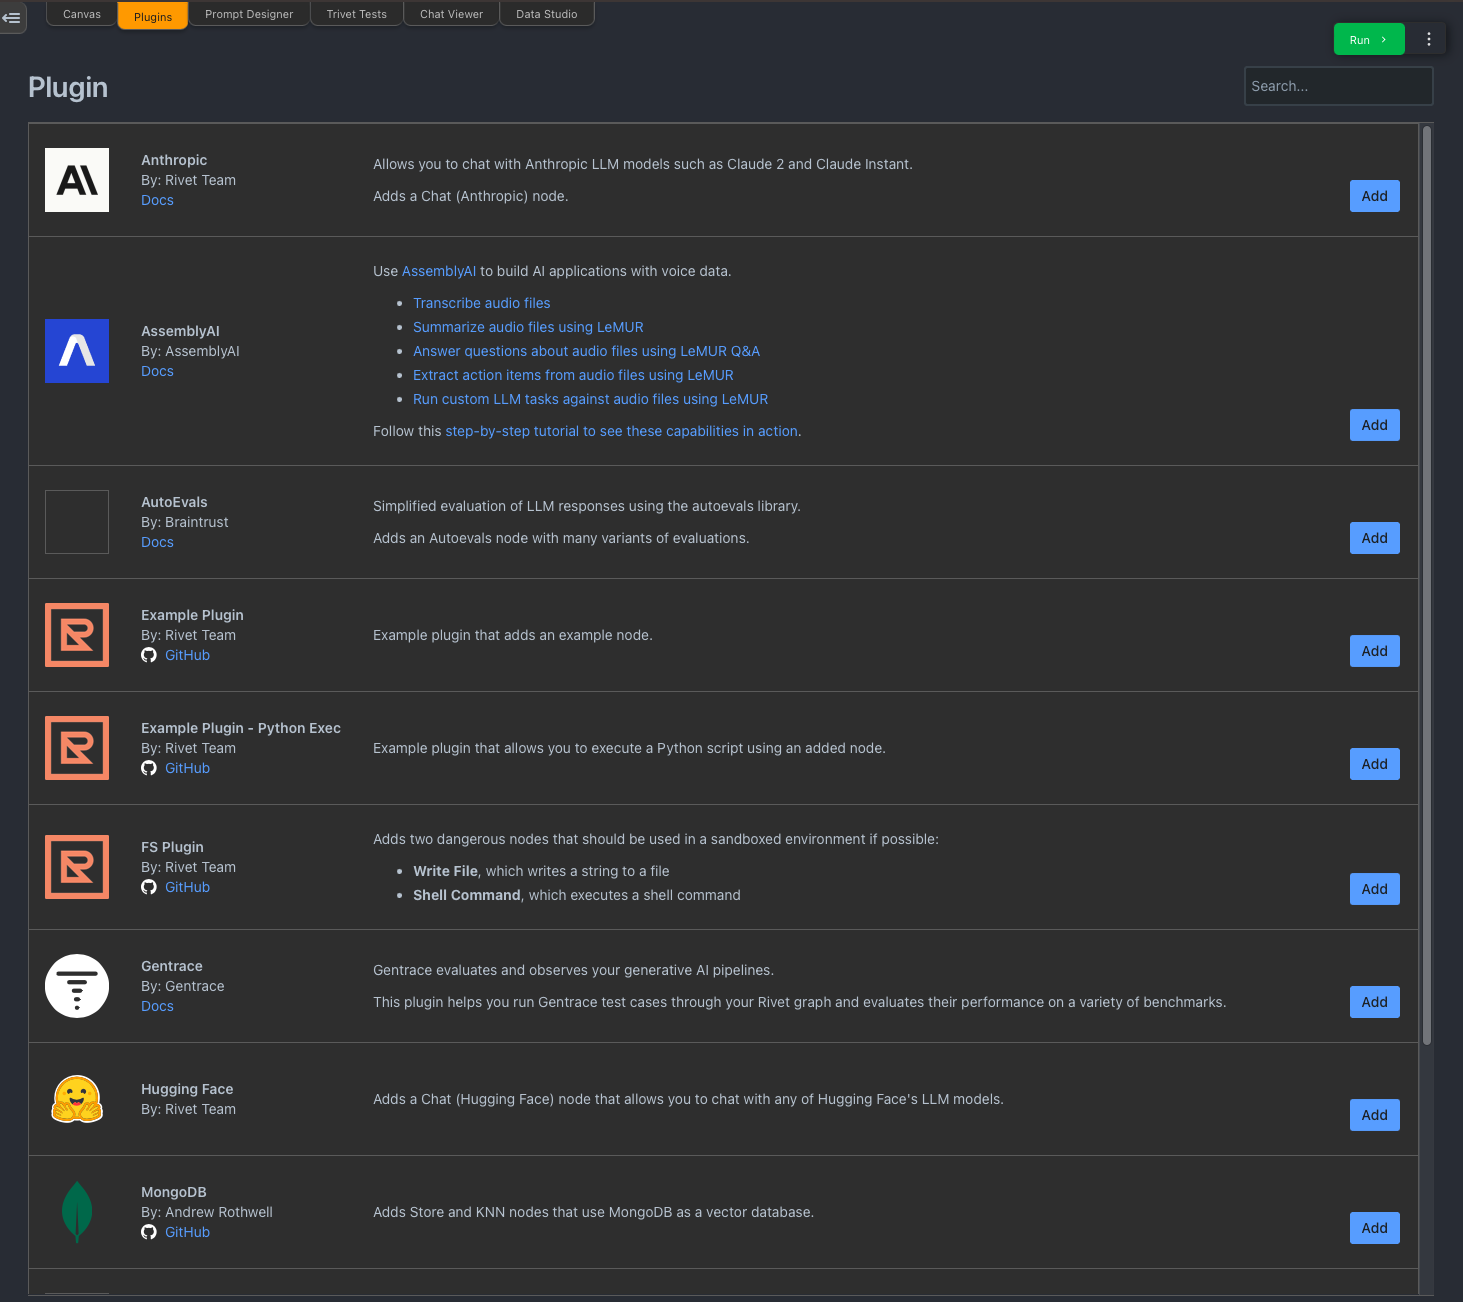 Canvas
Plugins
Prompt Designer
Trivet Tests
Chat Viewer
Data Studio
Run
Plugin
Search...
Anthropic
By: Rivet Team
Docs
Allows you to chat with Anthropic LLM models such as Claude 2 and Claude Instant.
Adds a Chat (Anthropic) node.
Add
AssemblyAI
By: AssemblyAI
Docs
Use AssemblyAI to build AI applications with voice data.
• Transcribe audio files
• Summarize audio files using LeMUR
• Answer questions about audio files using LeMUR Q&A
• Extract action items from audio files using LeMUR
• Run custom LLM tasks against audio files using LeMUR
Follow this step-by-step tutorial to see these capabilities in action.
Add
AutoEvals
By: Braintrust
Docs
Simplified evaluation of LLM responses using the autoevals library.
Adds an Autoevals node with many variants of evaluations.
Add
Example Plugin
By: Rivet Team
GitHub
Example plugin that adds an example node.
Add
Example Plugin - Python Exec
By: Rivet Team
GitHub
Example plugin that allows you to execute a Python script using an added node.
Add
FS Plugin
By: Rivet Team
GitHub
Adds two dangerous nodes that should be used in a sandboxed environment if possible:
• Write File, which writes a string to a file
• Shell Command, which executes a shell command
Add
Gentrace
By: Gentrace
Docs
Gentrace evaluates and observes your generative AI pipelines.
This plugin helps you run Gentrace test cases through your Rivet graph and evaluates their performance on a variety of benchmarks.
Add
Hugging Face
By: Rivet Team
Adds a Chat (Hugging Face) node that allows you to chat with any of Hugging Face's LLM models.
Add
MongoDB
By: Andrew Rothwell
GitHub
Adds Store and KNN nodes that use MongoDB as a vector database.
Add